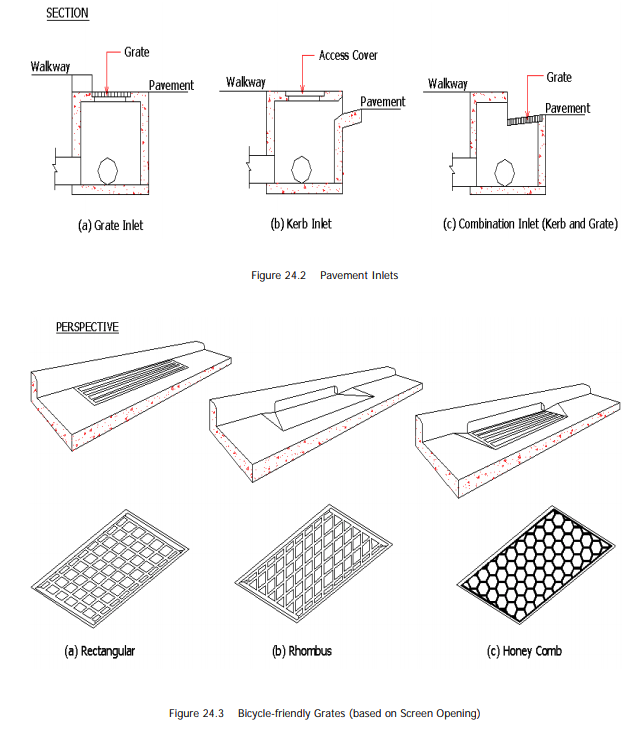 SECTION
Grate
Walkway
Pavement
(a) Grate Inlet
Access Cover
Walkway
Pavement
(b) Kerb Inlet
Walkway
Grate
Pavement
(c) Combination Inlet (Kerb and Grate)
Figure 24.2 Pavement Inlets
PERSPECTIVE
(a) Rectangular
(b) Rhombus
(c) Honey Comb
Figure 24.3 Bicycle-friendly Grates (based on Screen Opening)